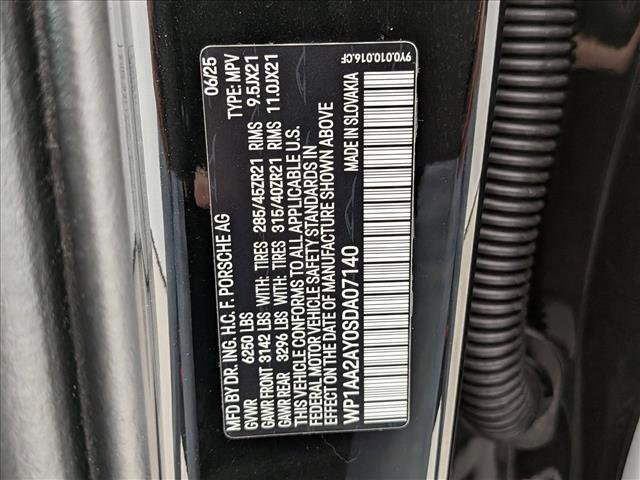 MFD BY DR. ING. H.C. F. PORSCHE AG 06/25
GVWR 6250 LBS TYPE: MPV
GAWR FRONT 3142 LBS WITH: TIRES 285/45ZR21 RIMS 9.5JX21
GAWR REAR 3296 LBS WITH: TIRES 315/40ZR21 RIMS 11.0JX21
THIS VEHICLE CONFORMS TO ALL APPLICABLE U.S.
FEDERAL MOTOR VEHICLE SAFETY STANDARDS IN
EFFECT ON THE DATE OF MANUFACTURE SHOWN ABOVE
WP1AA2AY0SDA07140 MADE IN SLOVAKIA
9Y0.010.016.CF